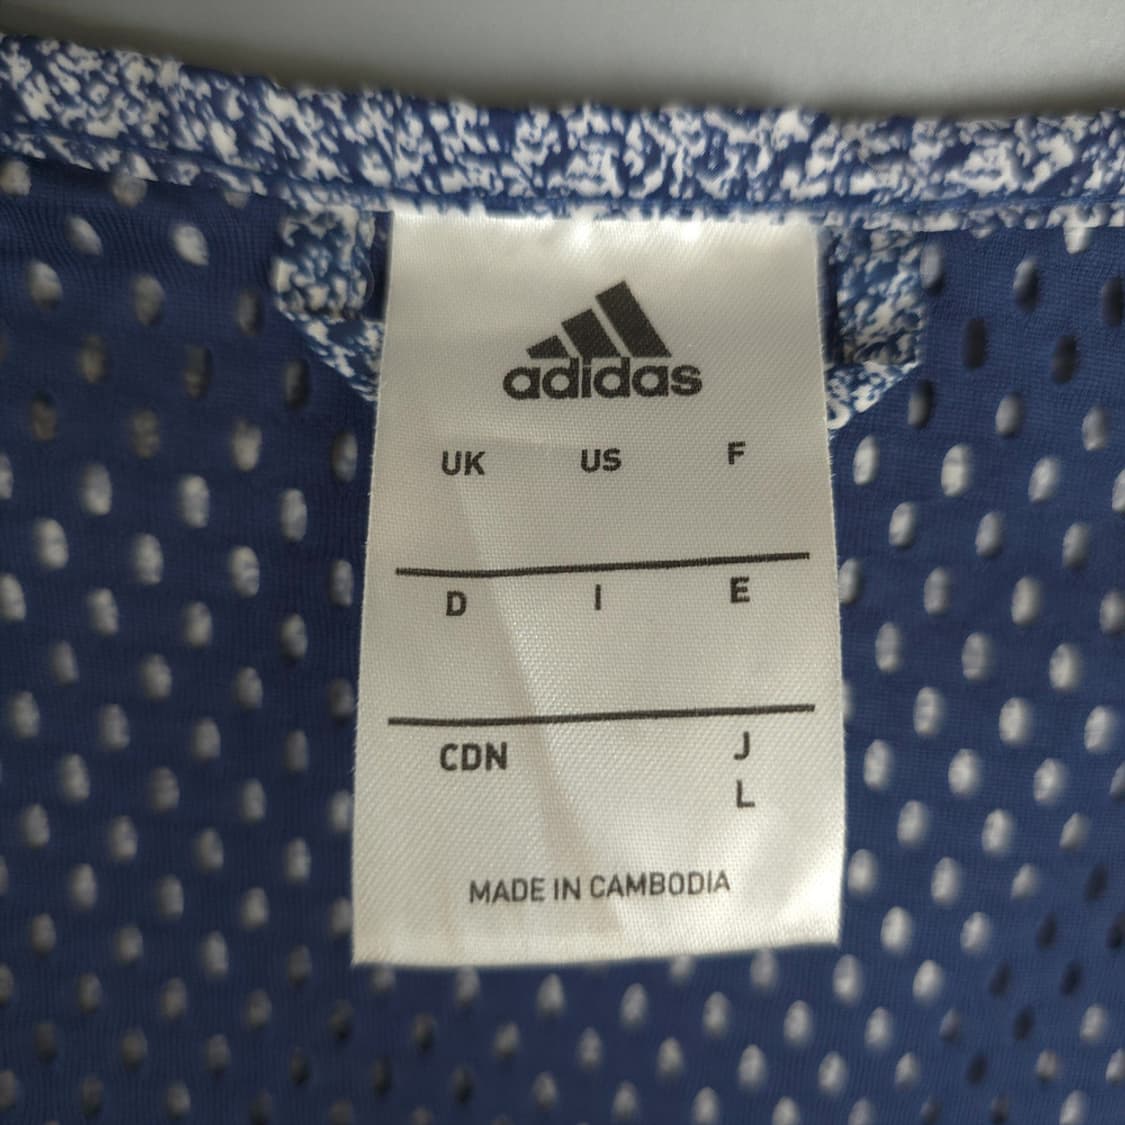 adidas
UK US F
D I E
CDN J
L
MADE IN CAMBODIA